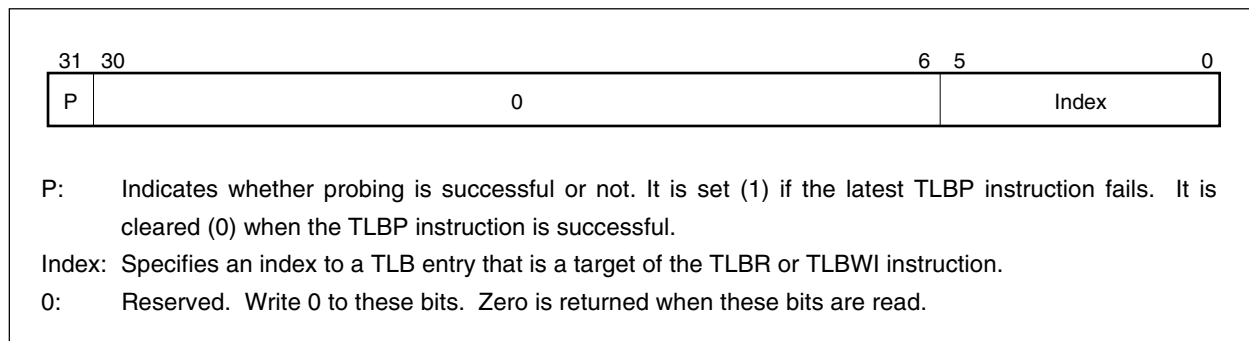 31 30 6 5 0
P 0 Index
P: Indicates whether probing is successful or not. It is set (1) if the latest TLBP instruction fails. It is
cleared (0) when the TLBP instruction is successful.
Index: Specifies an index to a TLB entry that is a target of the TLBR or TLBWI instruction.
0: Reserved. Write 0 to these bits. Zero is returned when these bits are read.